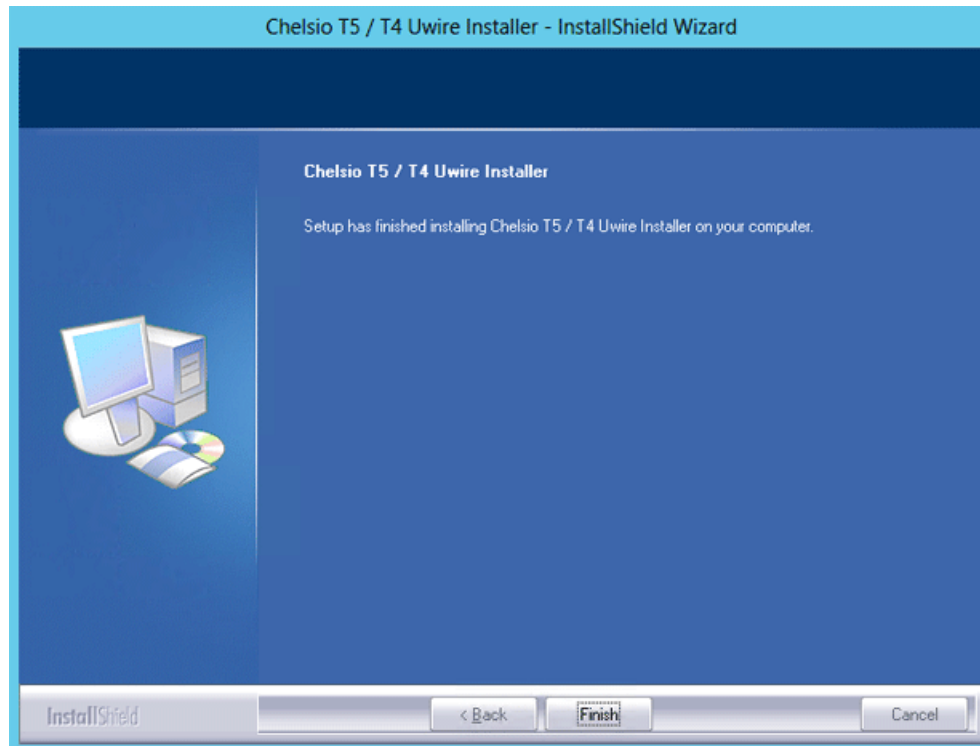 Chelsio T5 / T4 Uwire Installer - InstallShield Wizard
Chelsio T5 / T4 Uwire Installer
Setup has finished installing Chelsio T5 / T4 Uwire Installer on your computer.
InstallShield
< Back
Finish
Cancel